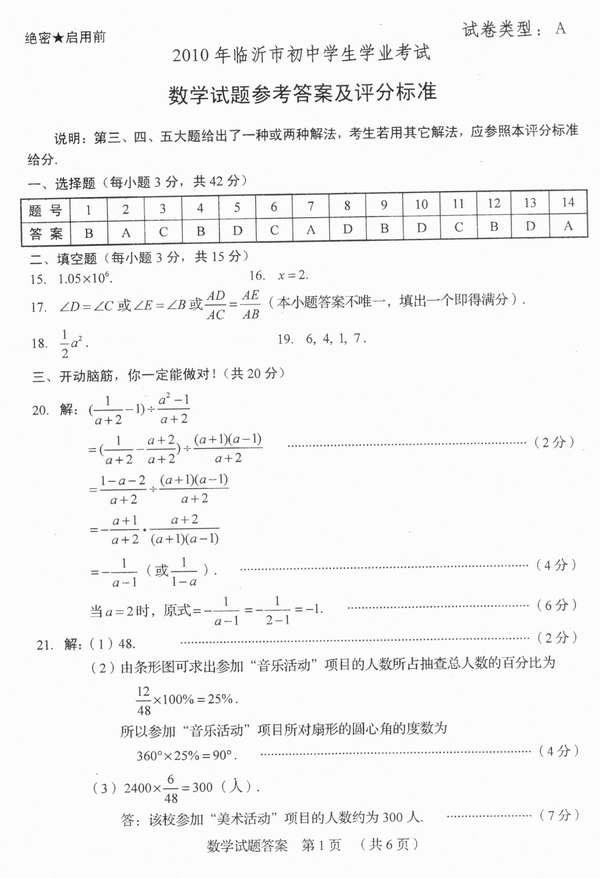 绝密★启用前
试卷类型：A
2010 年临沂市初中学生学业考试
数学试题参考答案及评分标准
说明：第三、四、五大题给出了一种或两种解法，考生若用其它解法，应参照本评分标准
给分.
一、选择题（每小题 3 分，共 42 分）
题 号 1 2 3 4 5 6 7 8 9 10 11 12 13 14
答 案 B A C B D C A D B D C B D A
二、填空题（每小题 3 分，共 15 分）
15. 1.05×10⁶. 16. x＝2.
17. ∠D＝∠C 或∠E＝∠B 或 AD/AC＝AE/AB（本小题答案不唯一，填出一个即得满分）.
18. 1/2 a². 19. 6, 4, 1, 7.
三、开动脑筋，你一定能做对！（共 20 分）
20. 解：(1/(a＋2)－1)÷(a²－1)/(a＋2)
＝(1/(a＋2)－(a＋2)/(a＋2))÷(a＋1)(a－1)/(a＋2) ……（2 分）
＝(1－a－2)/(a＋2)÷(a＋1)(a－1)/(a＋2)
＝－(a＋1)/(a＋2)·(a＋2)/((a＋1)(a－1))
＝－1/(a－1)（或 1/(1－a)）. ……（4 分）
当 a＝2 时，原式＝－1/(a－1)＝－1/(2－1)＝－1. ……（6 分）
21. 解：（1）48. ……（2 分）
（2）由条形图可求出参加“音乐活动”项目的人数所占抽查总人数的百分比为
12/48×100%＝25%.
所以参加“音乐活动”项目所对扇形的圆心角的度数为
360°×25%＝90°. ……（4 分）
（3）2400×6/48＝300（人）.
答：该校参加“美术活动”项目的人数约为 300 人. ……（7 分）
数学试题答案 第 1 页 （共 6 页）